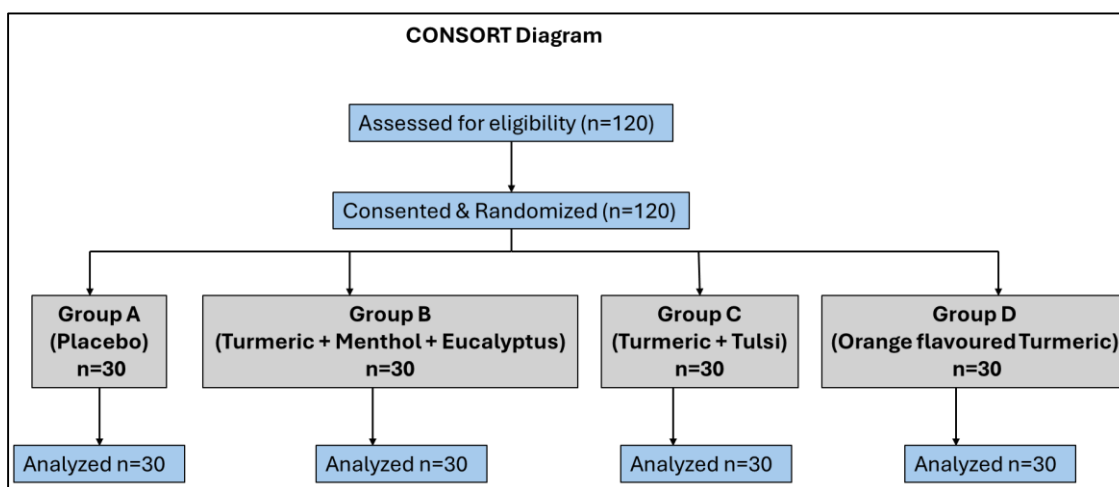 CONSORT Diagram
Assessed for eligibility (n=120)
Consented & Randomized (n=120)
Group A
(Placebo)
n=30
Group B
(Turmeric + Menthol + Eucalyptus)
n=30
Group C
(Turmeric + Tulsi)
n=30
Group D
(Orange flavoured Turmeric)
n=30
Analyzed n=30
Analyzed n=30
Analyzed n=30
Analyzed n=30